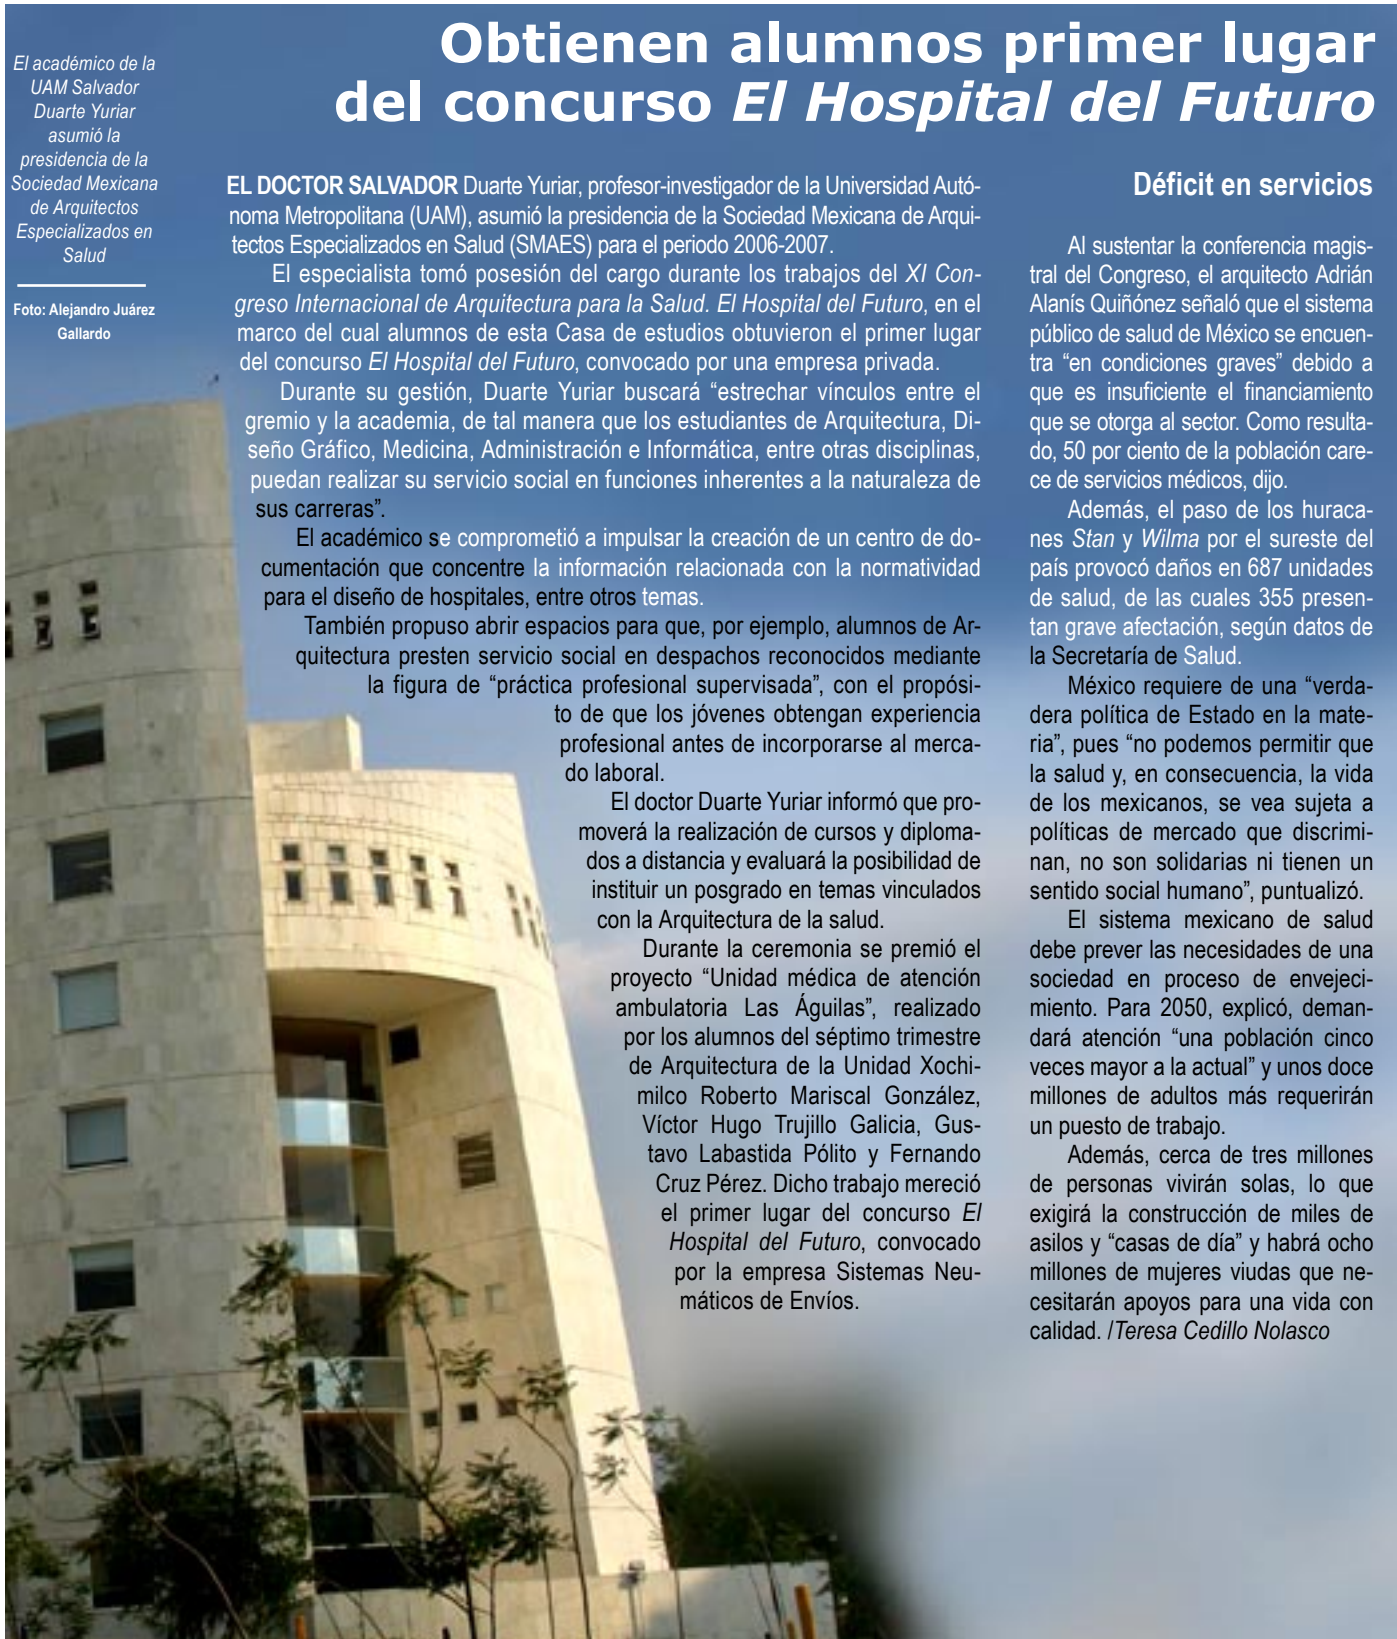 Obtienen alumnos primer lugar
del concurso El Hospital del Futuro
El académico de la
UAM Salvador
Duarte Yuriar
asumió la
presidencia de la
Sociedad Mexicana
de Arquitectos
Especializados en
Salud
Foto: Alejandro Juárez
Gallardo
EL DOCTOR SALVADOR Duarte Yuriar, profesor-investigador de la Universidad Autó-
noma Metropolitana (UAM), asumió la presidencia de la Sociedad Mexicana de Arqui-
tectos Especializados en Salud (SMAES) para el periodo 2006-2007.
El especialista tomó posesión del cargo durante los trabajos del XI Con-
greso Internacional de Arquitectura para la Salud. El Hospital del Futuro, en el
marco del cual alumnos de esta Casa de estudios obtuvieron el primer lugar
del concurso El Hospital del Futuro, convocado por una empresa privada.
Durante su gestión, Duarte Yuriar buscará “estrechar vínculos entre el
gremio y la academia, de tal manera que los estudiantes de Arquitectura, Di-
seño Gráfico, Medicina, Administración e Informática, entre otras disciplinas,
puedan realizar su servicio social en funciones inherentes a la naturaleza de
sus carreras”.
El académico se comprometió a impulsar la creación de un centro de do-
cumentación que concentre la información relacionada con la normatividad
para el diseño de hospitales, entre otros temas.
También propuso abrir espacios para que, por ejemplo, alumnos de Ar-
quitectura presten servicio social en despachos reconocidos mediante
la figura de “práctica profesional supervisada”, con el propósi-
to de que los jóvenes obtengan experiencia
profesional antes de incorporarse al merca-
do laboral.
El doctor Duarte Yuriar informó que pro-
moverá la realización de cursos y diploma-
dos a distancia y evaluará la posibilidad de
instituir un posgrado en temas vinculados
con la Arquitectura de la salud.
Durante la ceremonia se premió el
proyecto “Unidad médica de atención
ambulatoria Las Águilas”, realizado
por los alumnos del séptimo trimestre
de Arquitectura de la Unidad Xochi-
milco Roberto Mariscal González,
Víctor Hugo Trujillo Galicia, Gus-
tavo Labastida Pólito y Fernando
Cruz Pérez. Dicho trabajo mereció
el primer lugar del concurso El
Hospital del Futuro, convocado
por la empresa Sistemas Neu-
máticos de Envíos.
Déficit en servicios
Al sustentar la conferencia magis-
tral del Congreso, el arquitecto Adrián
Alanís Quiñónez señaló que el sistema
público de salud de México se encuen-
tra “en condiciones graves” debido a
que es insuficiente el financiamiento
que se otorga al sector. Como resulta-
do, 50 por ciento de la población care-
ce de servicios médicos, dijo.
Además, el paso de los huraca-
nes Stan y Wilma por el sureste del
país provocó daños en 687 unidades
de salud, de las cuales 355 presen-
tan grave afectación, según datos de
la Secretaría de Salud.
México requiere de una “verda-
dera política de Estado en la mate-
ria”, pues “no podemos permitir que
la salud y, en consecuencia, la vida
de los mexicanos, se vea sujeta a
políticas de mercado que discrimi-
nan, no son solidarias ni tienen un
sentido social humano”, puntualizó.
El sistema mexicano de salud
debe prever las necesidades de una
sociedad en proceso de envejeci-
miento. Para 2050, explicó, deman-
dará atención “una población cinco
veces mayor a la actual” y unos doce
millones de adultos más requerirán
un puesto de trabajo.
Además, cerca de tres millones
de personas vivirán solas, lo que
exigirá la construcción de miles de
asilos y “casas de día” y habrá ocho
millones de mujeres viudas que ne-
cesitarán apoyos para una vida con
calidad. /Teresa Cedillo Nolasco